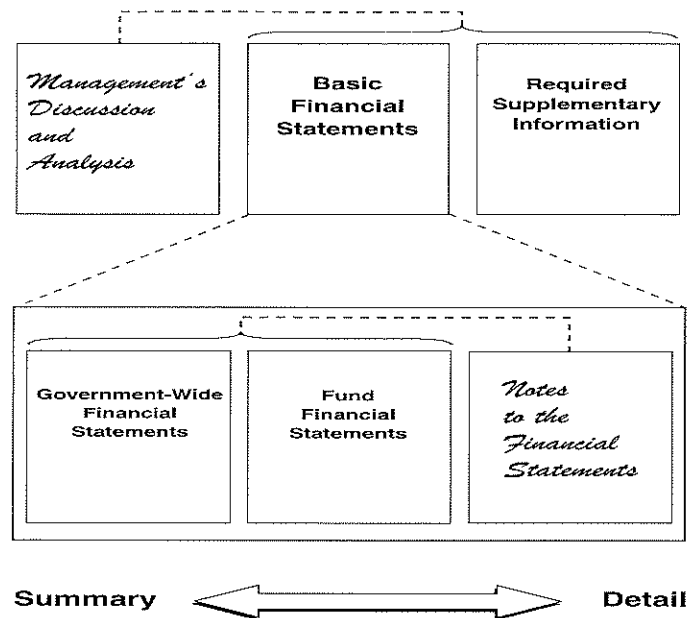 Management's
Discussion
and
Analysis
Basic
Financial
Statements
Required
Supplementary
Information
Government-Wide
Financial
Statements
Fund
Financial
Statements
Notes
to the
Financial
Statements
Summary
Detail